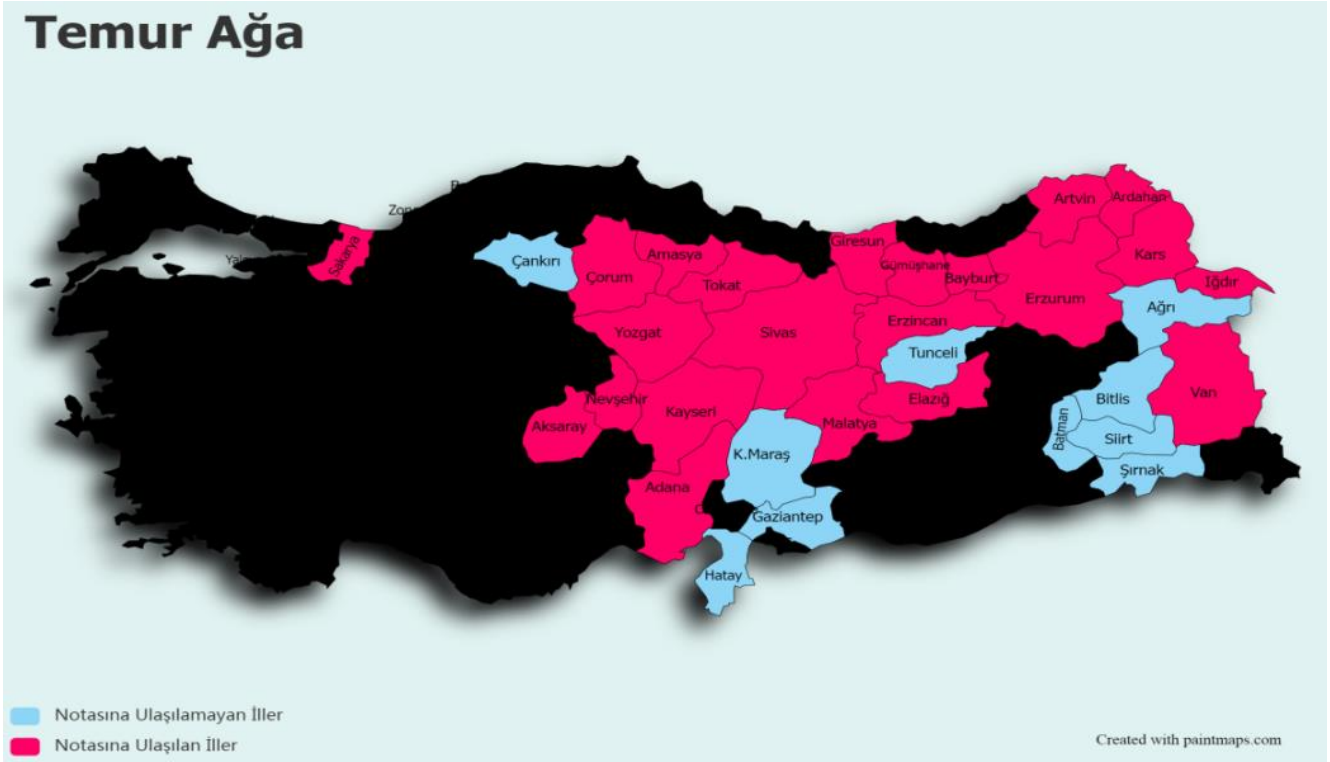 Temur Ağa
Artvin
Ardahan
Sakarya
Giresun
Çankırı
Amasya
Kars
Gümüşhane
Çorum
Bayburt
Iğdır
Tokat
Erzurum
Ağrı
Erzincan
Yozgat
Sivas
Tunceli
Van
Nevşehir
Elazığ
Bitlis
Kayseri
Aksaray
Malatya
Batman
Siirt
K.Maraş
Şırnak
Adana
Gaziantep
Hatay
Notasına Ulaşılamayan İller
Notasına Ulaşılan İller
Created with paintmaps.com